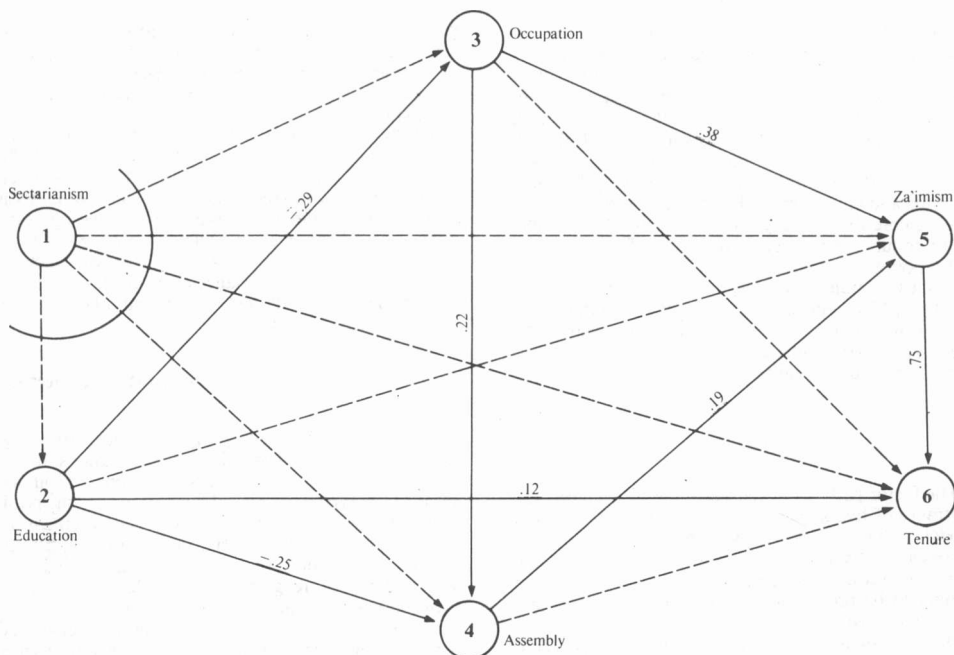 3
Occupation
.38
Sectarianism
1
-.29
Za'imism
5
.22
.75
.19
2
.12
6
Education
-.25
Tenure
4
Assembly